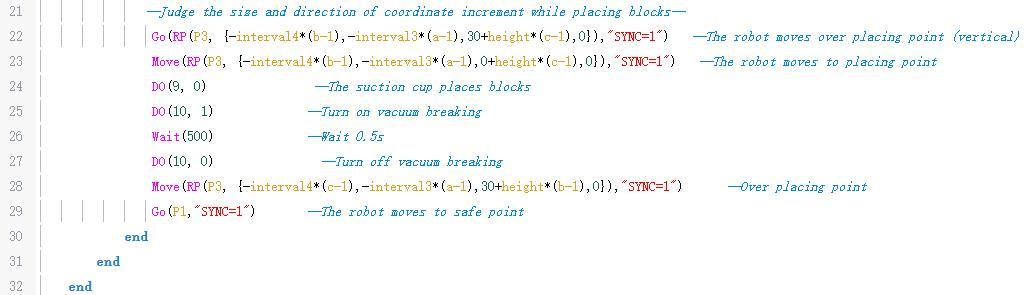 21 —Judge the size and direction of coordinate increment while placing blocks—
22 Go(RP(P3, {-interval4*(b-1),-interval3*(a-1),30+height*(c-1),0}),"SYNC=1") —The robot moves over placing point (vertical)
23 Move(RP(P3, {-interval4*(b-1),-interval3*(a-1),0+height*(c-1),0}),"SYNC=1") —The robot moves to placing point
24 DO(9, 0) —The suction cup places blocks
25 DO(10, 1) —Turn on vacuum breaking
26 Wait(500) —Wait 0.5s
27 DO(10, 0) —Turn off vacuum breaking
28 Move(RP(P3, {-interval4*(c-1),-interval3*(a-1),30+height*(b-1),0}),"SYNC=1") —Over placing point
29 Go(P1,"SYNC=1") —The robot moves to safe point
30 end
31 end
32 end